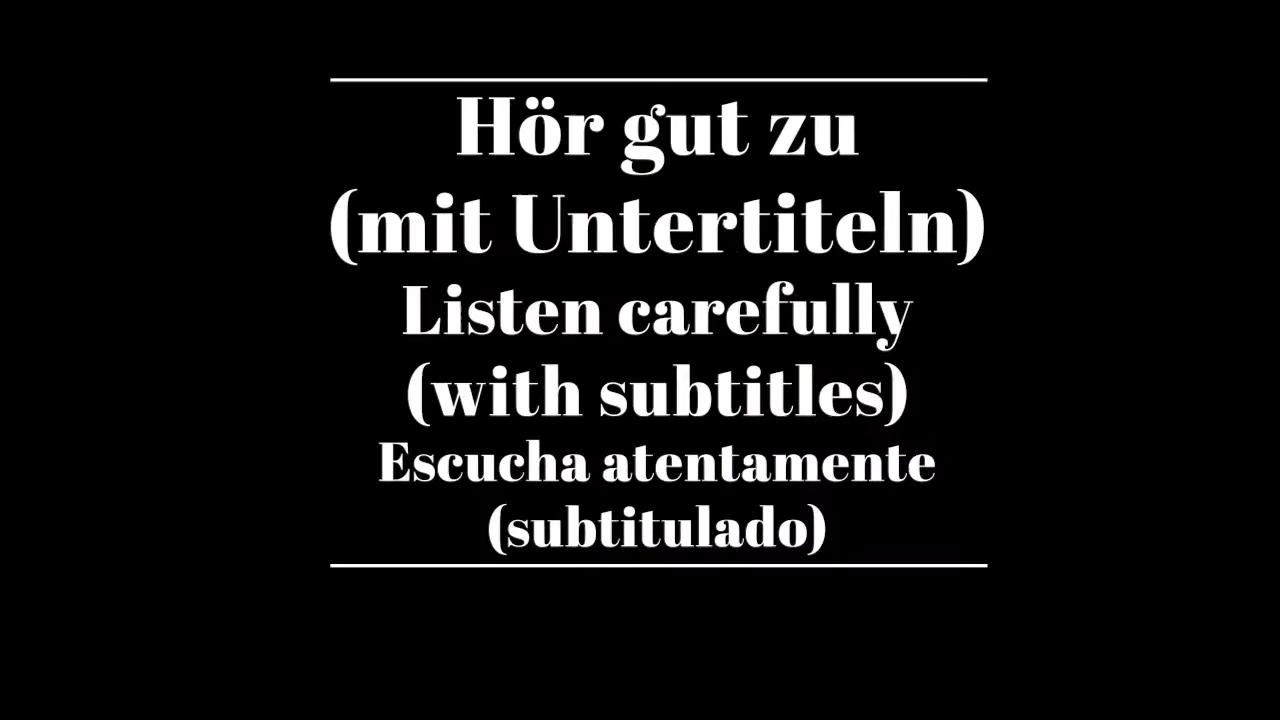 Hör gut zu
(mit Untertiteln)
Listen carefully
(with subtitles)
Escucha atentamente
(subtitulado)